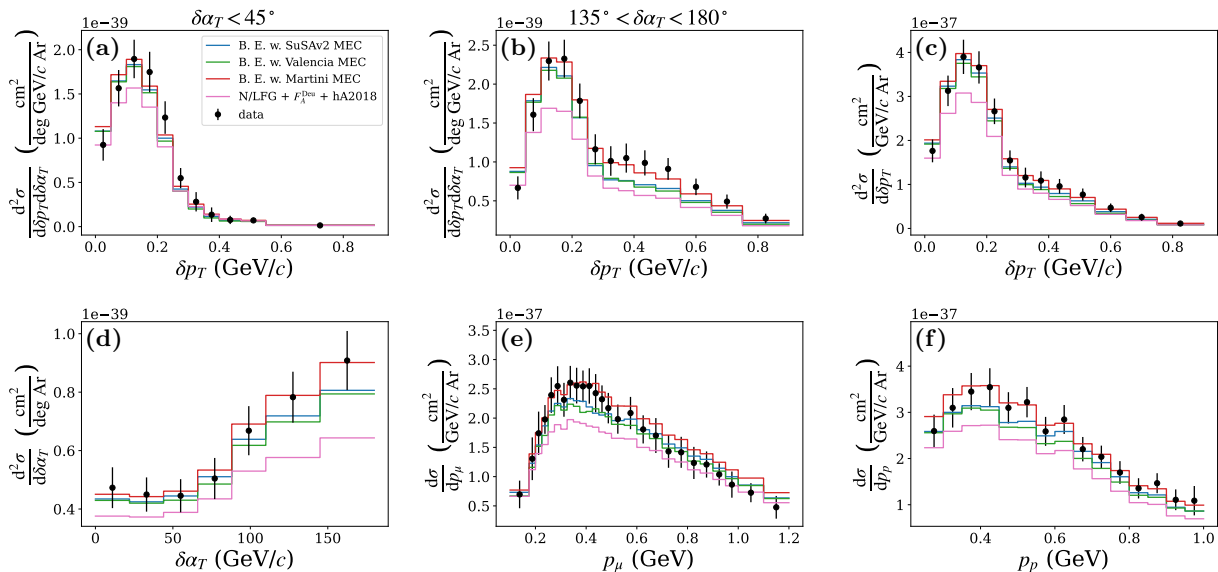 δα_T < 45°
135° < δα_T < 180°
1e−39
(a)
B. E. w. SuSAv2 MEC
B. E. w. Valencia MEC
B. E. w. Martini MEC
N/LFG + F_A^Deu + hA2018
data
d²σ/dδp_Tdδα_T (cm²/deg GeV/c Ar)
2.0
1.5
1.0
0.5
0.0
0.0 0.2 0.4 0.6 0.8
δp_T (GeV/c)
1e−39
(b)
d²σ/dδp_Tdδα_T (cm²/deg GeV/c Ar)
2.5
2.0
1.5
1.0
0.5
0.0 0.2 0.4 0.6 0.8
δp_T (GeV/c)
1e−37
(c)
d²σ/dδp_T (cm²/GeV/c Ar)
4
3
2
1
0
0.0 0.2 0.4 0.6 0.8
δp_T (GeV/c)
1e−39
(d)
d²σ/dδα_T (cm²/deg Ar)
1.0
0.8
0.6
0.4
0 50 100 150
δα_T (GeV/c)
1e−37
(e)
dσ/dp_μ (cm²/GeV/c Ar)
3.5
3.0
2.5
2.0
1.5
1.0
0.5
0.2 0.4 0.6 0.8 1.0 1.2
p_μ (GeV)
1e−37
(f)
dσ/dp_p (cm²/GeV/c Ar)
4
3
2
1
0.4 0.6 0.8 1.0
p_p (GeV)